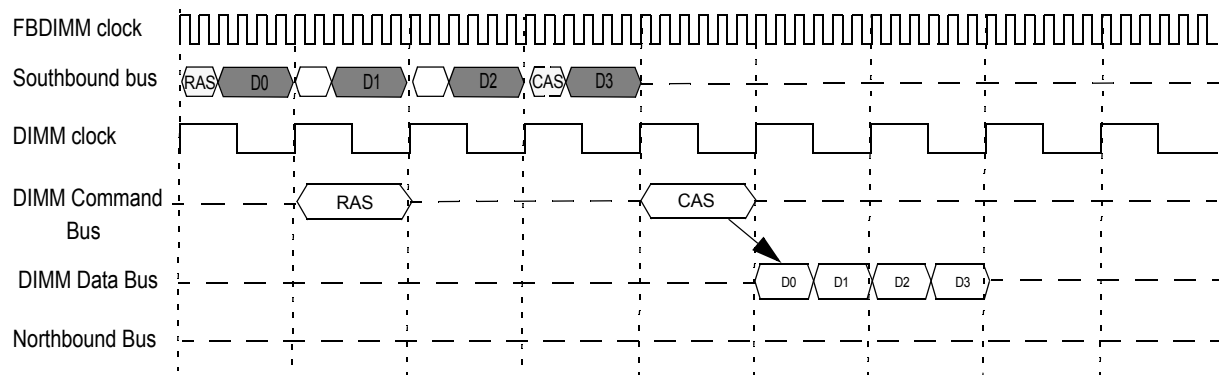 FBDIMM clock
Southbound bus
RAS D0 D1 D2 CAS D3
DIMM clock
DIMM Command
Bus
RAS CAS
DIMM Data Bus
D0 D1 D2 D3
Northbound Bus